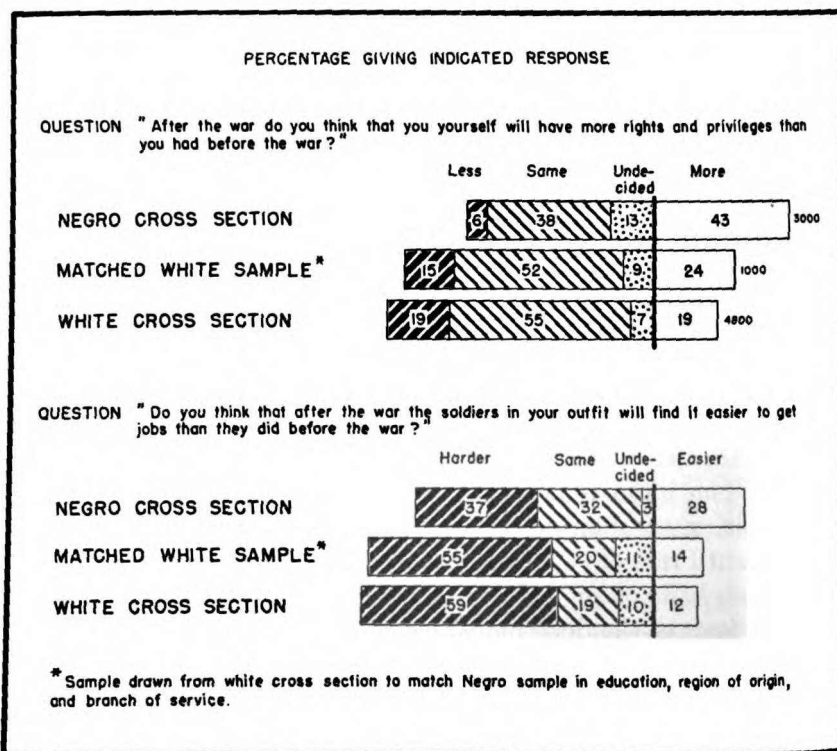 PERCENTAGE GIVING INDICATED RESPONSE
QUESTION "After the war do you think that you yourself will have more rights and privileges than
you had before the war?"
Less Same Unde-
cided More
NEGRO CROSS SECTION 6 38 13 43 3000
MATCHED WHITE SAMPLE* 15 52 9 24 1000
WHITE CROSS SECTION 19 55 7 19 4800
QUESTION "Do you think that after the war the soldiers in your outfit will find it easier to get
jobs than they did before the war?"
Harder Same Unde-
cided Easier
NEGRO CROSS SECTION 37 32 3 28
MATCHED WHITE SAMPLE* 55 20 11 14
WHITE CROSS SECTION 59 19 10 12
*Sample drawn from white cross section to match Negro sample in education, region of origin,
and branch of service.